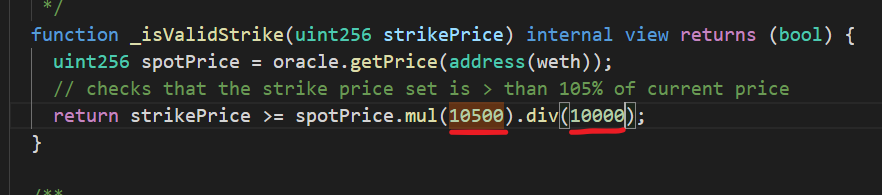 */
function _isValidStrike(uint256 strikePrice) internal view returns (bool) {
uint256 spotPrice = oracle.getPrice(address(weth));
// checks that the strike price set is > than 105% of current price
return strikePrice >= spotPrice.mul(10500).div(10000);
}
/**